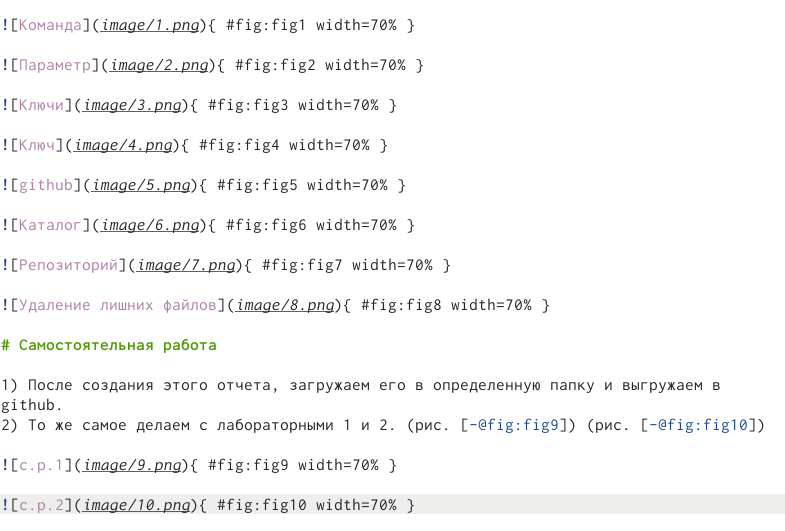 ![Команда](image/1.png){ #fig:fig1 width=70% }
![Параметр](image/2.png){ #fig:fig2 width=70% }
![Ключи](image/3.png){ #fig:fig3 width=70% }
![Ключ](image/4.png){ #fig:fig4 width=70% }
![github](image/5.png){ #fig:fig5 width=70% }
![Каталог](image/6.png){ #fig:fig6 width=70% }
![Репозиторий](image/7.png){ #fig:fig7 width=70% }
![Удаление лишних файлов](image/8.png){ #fig:fig8 width=70% }
# Самостоятельная работа
1) После создания этого отчета, загружаем его в определенную папку и выгружаем в
github.
2) То же самое делаем с лабораторными 1 и 2. (рис. [-@fig:fig9]) (рис. [-@fig:fig10])
![с.р.1](image/9.png){ #fig:fig9 width=70% }
![с.р.2](image/10.png){ #fig:fig10 width=70% }